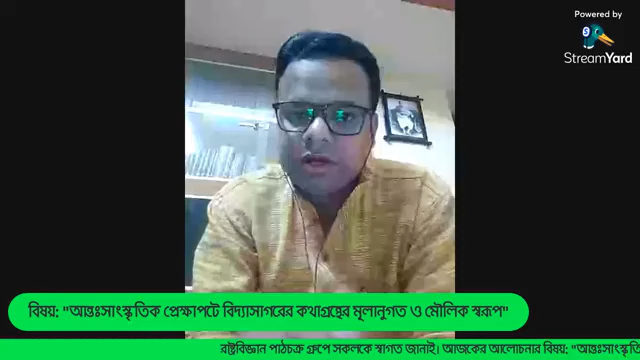 Powered by
StreamYard
বিষয়: "আন্তঃসাংস্কৃতিক প্রেক্ষাপটে বিদ্যাসাগরের কথাগ্রন্থের মূলানুগত ও মৌলিক স্বরূপ"
রাষ্ট্রবিজ্ঞান পাঠচক্র গ্রুপে সকলকে স্বাগত জানাই। আজকের আলোচনার বিষয়: "আন্তঃসাংস্কৃতি